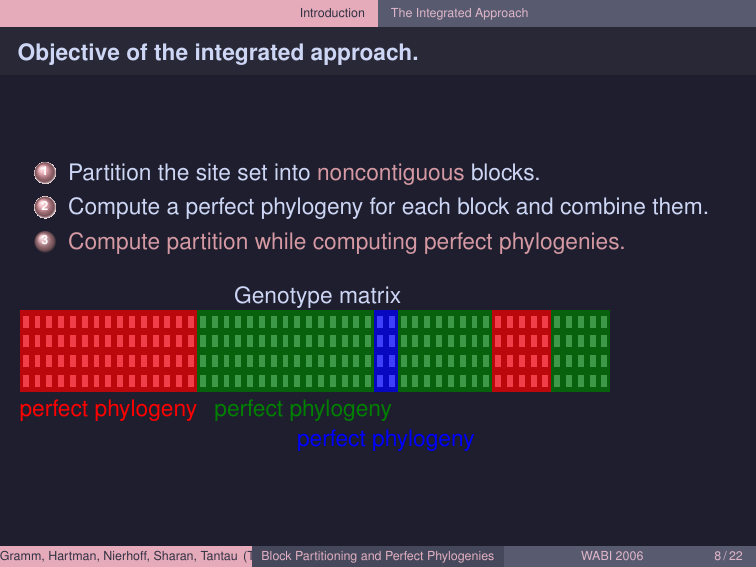 Introduction The Integrated Approach
Objective of the integrated approach.
1 Partition the site set into noncontiguous blocks.
2 Compute a perfect phylogeny for each block and combine them.
3 Compute partition while computing perfect phylogenies.
Genotype matrix
perfect phylogeny perfect phylogeny
perfect phylogeny
Gramm, Hartman, Nierhoff, Sharan, Tantau (T Block Partitioning and Perfect Phylogenies WABI 2006 8 / 22